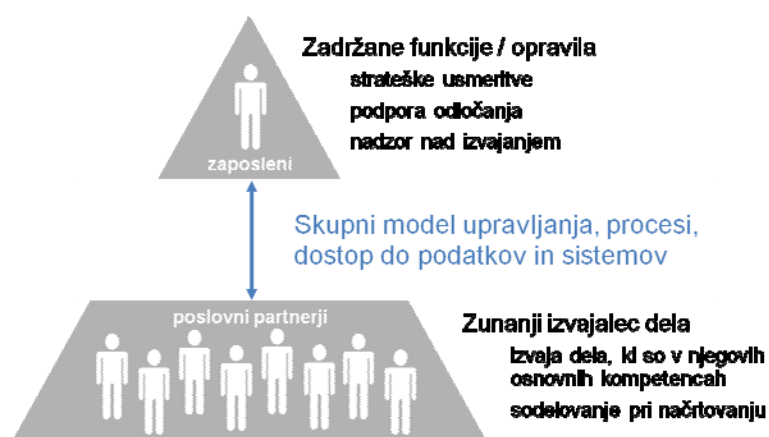 Zadržane funkcije / opravila
strateške usmeritve
podpora odločanja
nadzor nad izvajanjem
zaposleni
Skupni model upravljanja, procesi,
dostop do podatkov in sistemov
poslovni partnerji
Zunanji izvajalec dela
Izvaja dela, ki so v njegovih
osnovnih kompetencah
sodelovanje pri načrtovanju